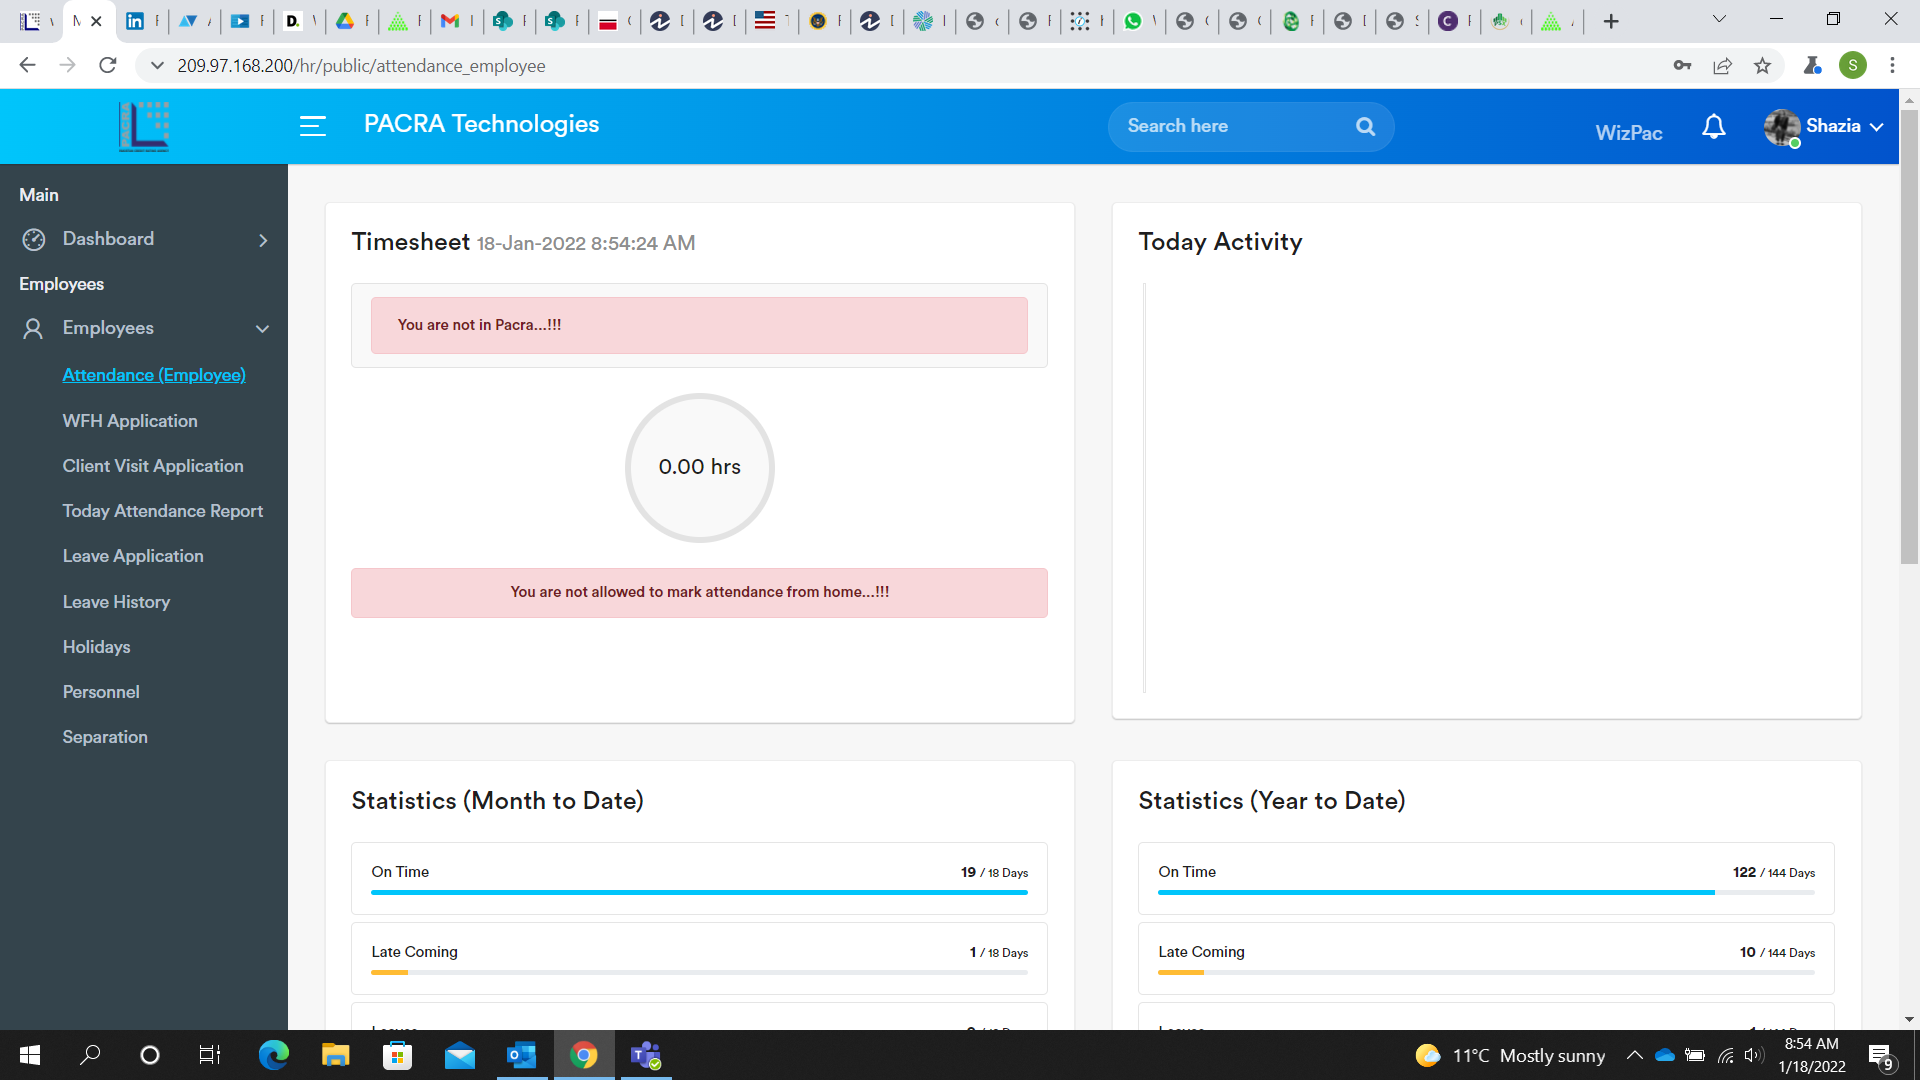 209.97.168.200/hr/public/attendance_employee
S
PACRA
PACRA Technologies
Search here
WizPac
Shazia
Main
Dashboard
Employees
Employees
Attendance (Employee)
WFH Application
Client Visit Application
Today Attendance Report
Leave Application
Leave History
Holidays
Personnel
Separation
Timesheet 18-Jan-2022 8:54:24 AM
You are not in Pacra...!!!
0.00 hrs
You are not allowed to mark attendance from home...!!!
Today Activity
Statistics (Month to Date)
On Time 19 / 18 Days
Late Coming 1 / 18 Days
Statistics (Year to Date)
On Time 122 / 144 Days
Late Coming 10 / 144 Days
11°C Mostly sunny
8:54 AM
1/18/2022
9